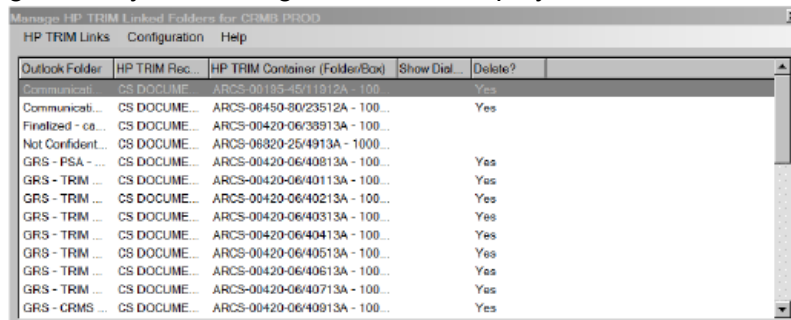 Manage HP TRIM Linked Folders for CRMB PROD
HP TRIM Links Configuration Help
Outlook Folder HP TRIM Rec... HP TRIM Container (Folder/Box) Show Dial... Delete?
Communicati... CS DOCUME... ARCS-00195-45/11912A - 100... Yes
Communicati... CS DOCUME... ARCS-06450-80/23512A - 100... Yes
Finalized - ca... CS DOCUME... ARCS-00420-06/38913A - 100...
Not Confident... CS DOCUME... ARCS-06820-25/4913A - 1000...
GRS - PSA - ... CS DOCUME... ARCS-00420-06/40813A - 100... Yes
GRS - TRIM ... CS DOCUME... ARCS-00420-06/40113A - 100... Yes
GRS - TRIM ... CS DOCUME... ARCS-00420-06/40213A - 100... Yes
GRS - TRIM ... CS DOCUME... ARCS-00420-06/40313A - 100... Yes
GRS - TRIM ... CS DOCUME... ARCS-00420-06/40413A - 100... Yes
GRS - TRIM ... CS DOCUME... ARCS-00420-06/40513A - 100... Yes
GRS - TRIM ... CS DOCUME... ARCS-00420-06/40613A - 100... Yes
GRS - TRIM ... CS DOCUME... ARCS-00420-06/40713A - 100... Yes
GRS - CRMS ... CS DOCUME... ARCS-00420-06/40913A - 100... Yes